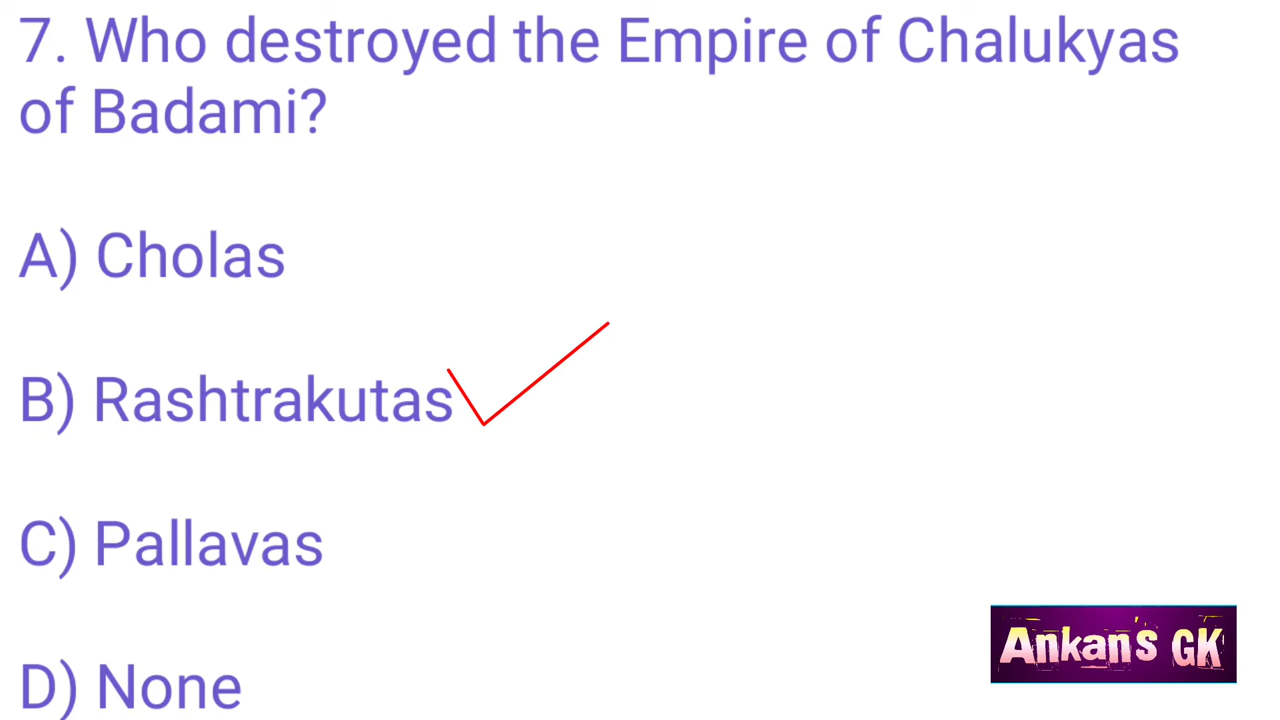 7. Who destroyed the Empire of Chalukyas
of Badami?
A) Cholas
B) Rashtrakutas
C) Pallavas
D) None
Ankan's GK